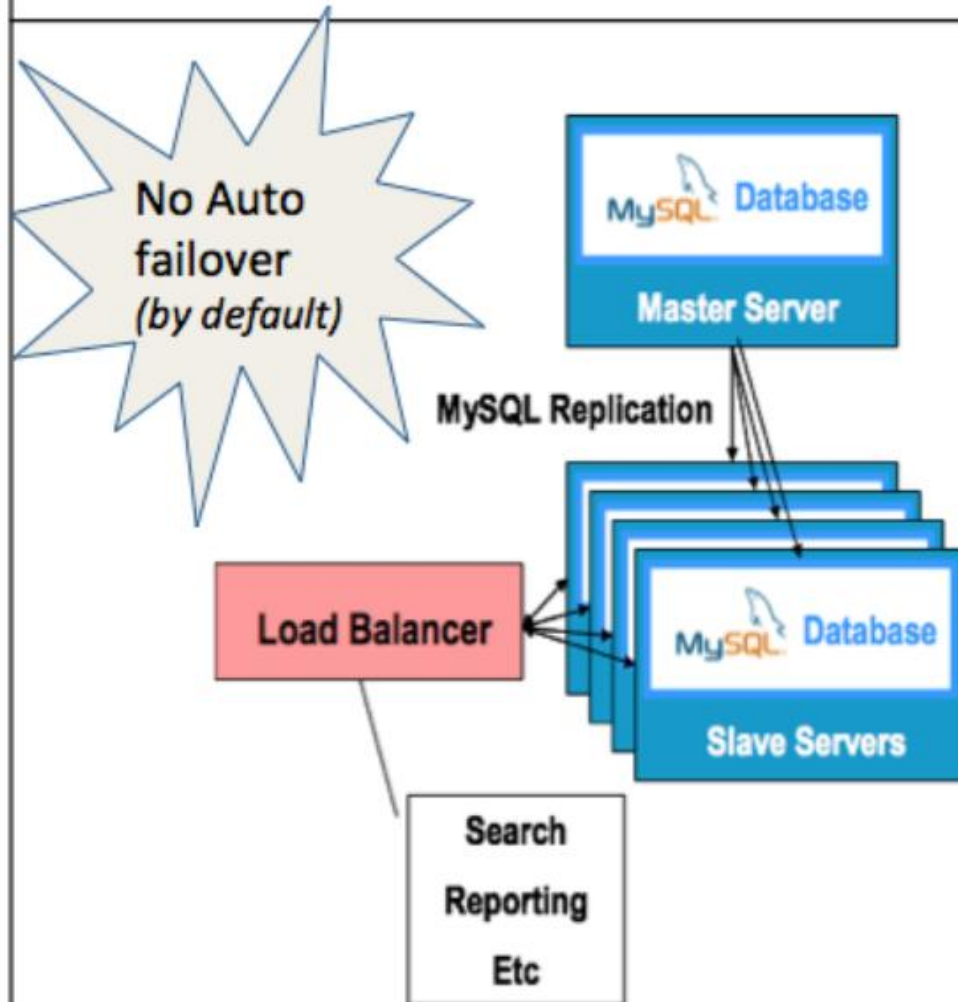 No Auto
failover
(by default)
MySQL Database
Master Server
MySQL Replication
Load Balancer
MySQL Database
Slave Servers
Search
Reporting
Etc